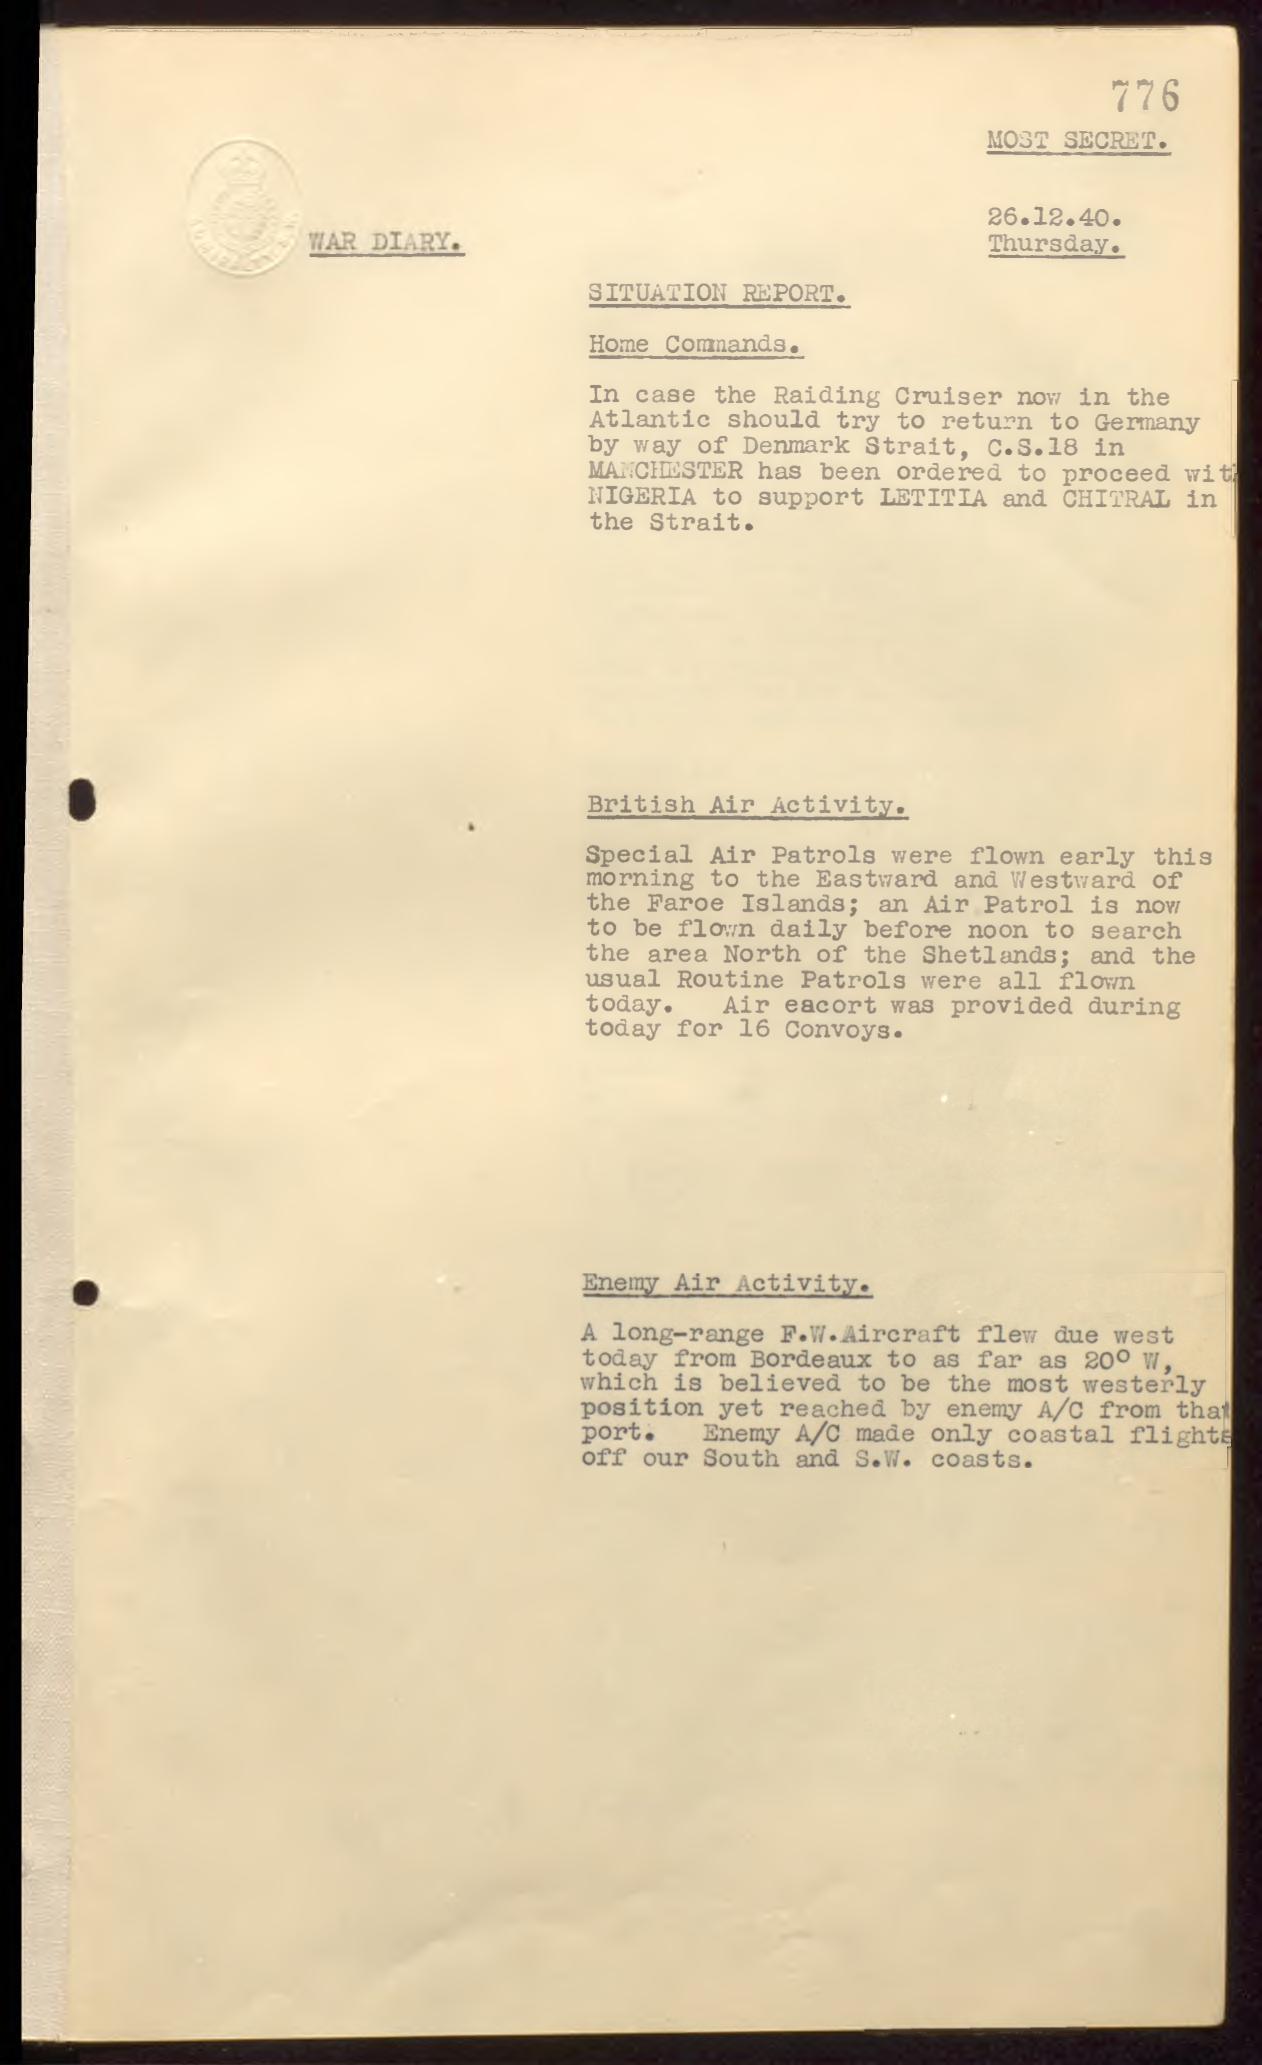 776
MOST SECRET.
26.12.40.
Thursday.
WAR DIARY.
SITUATION REPORT.
Home Commands.
In case the Raiding Cruiser now in the
Atlantic should try to return to Germany
by way of Denmark Strait, C.S.18 in
MANCHESTER has been ordered to proceed with
NIGERIA to support LETITIA and CHITRAL in
the Strait.
British Air Activity.
Special Air Patrols were flown early this
morning to the Eastward and Westward of
the Faroe Islands; an Air Patrol is now
to be flown daily before noon to search
the area North of the Shetlands; and the
usual Routine Patrols were all flown
today. Air eacort was provided during
today for 16 Convoys.
Enemy Air Activity.
A long-range F.W.Aircraft flew due west
today from Bordeaux to as far as 20° W,
which is believed to be the most westerly
position yet reached by enemy A/C from that
port. Enemy A/C made only coastal flights
off our South and S.W. coasts.